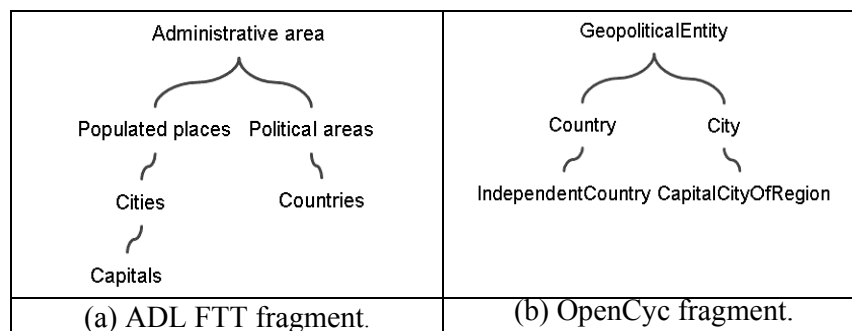 Administrative area
Populated places Political areas
Cities Countries
Capitals
(a) ADL FTT fragment.
GeopoliticalEntity
Country City
IndependentCountry CapitalCityOfRegion
(b) OpenCyc fragment.